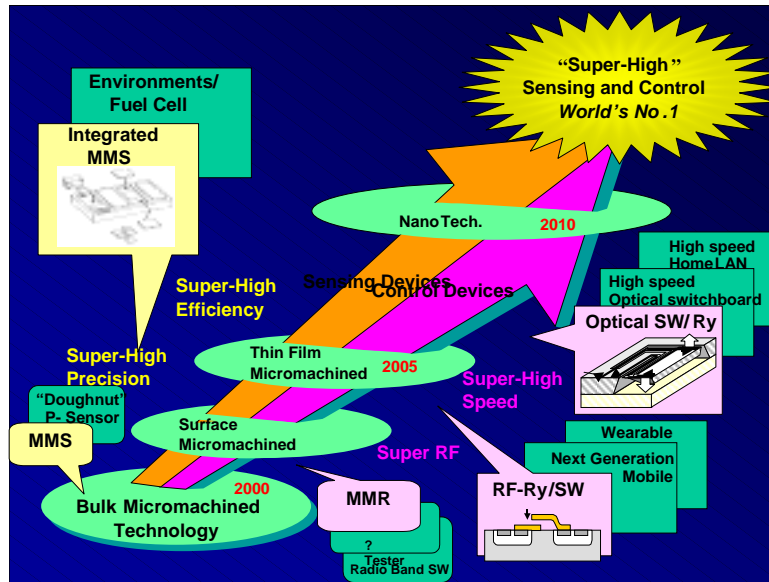 “Super-High”
Sensing and Control
World's No.1
Environments/
Fuel Cell
Integrated
MMS
NanoTech.
2010
High speed
HomeLAN
High speed
Optical switchboard
Optical SW/Ry
Super-High
Efficiency
Sensing Devices
Control Devices
Super-High
Precision
Thin Film
Micromachined
2005
Super-High
Speed
“Doughnut’
P- Sensor
MMS
Surface
Micromachined
Super RF
Wearable
Next Generation
Mobile
RF-Ry/SW
2000
Bulk Micromachined
Technology
MMR
?
Tester
Radio Band SW